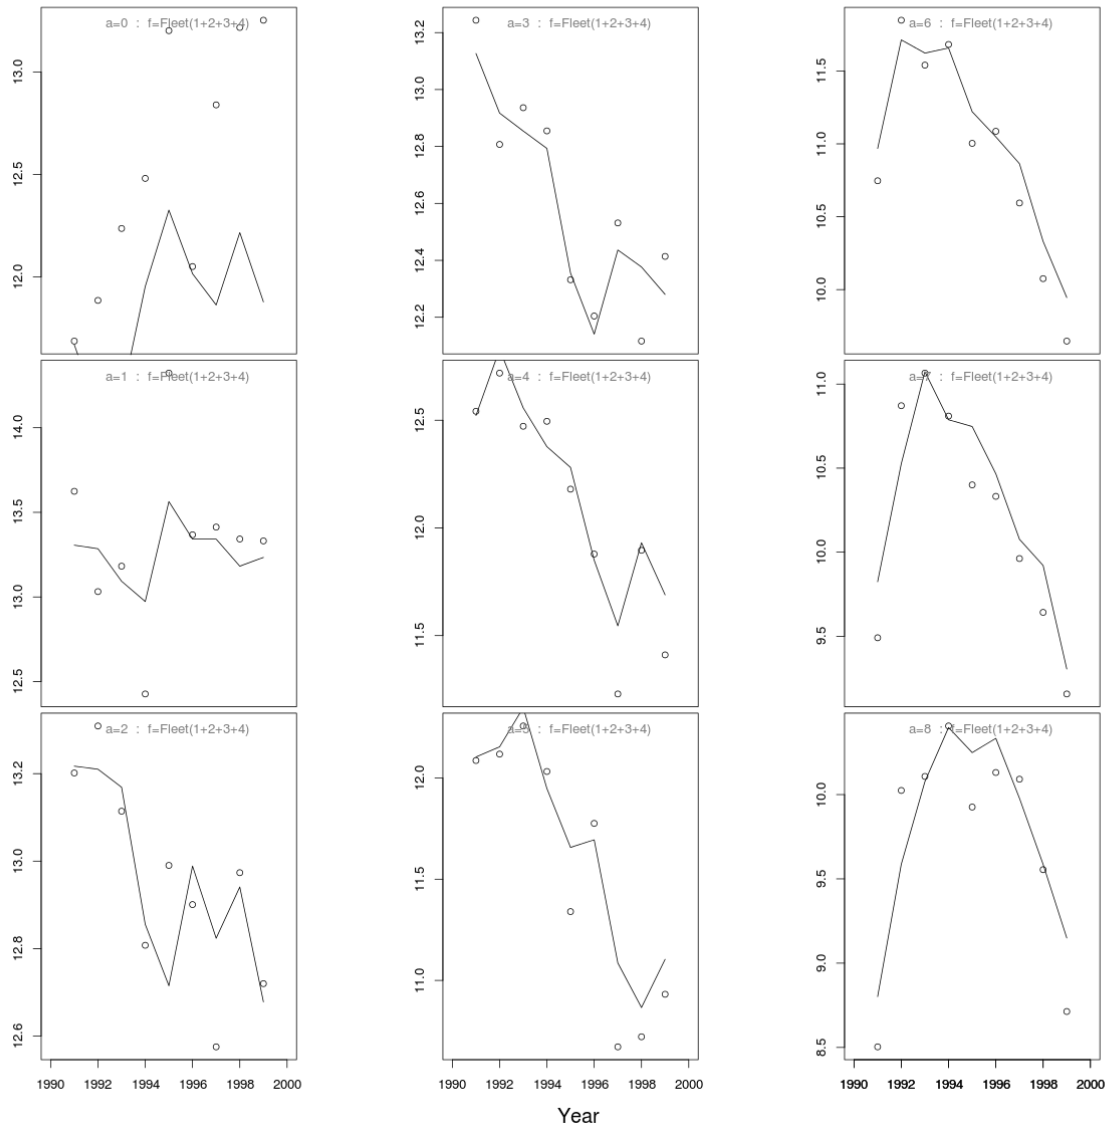 a=0 : f=Fleet(1+2+3+4)
13.0
12.5
12.0
a=3 : f=Fleet(1+2+3+4)
13.2
13.0
12.8
12.6
12.4
12.2
a=6 : f=Fleet(1+2+3+4)
11.5
11.0
10.5
10.0
a=1 : f=Fleet(1+2+3+4)
14.0
13.5
13.0
12.5
a=4 : f=Fleet(1+2+3+4)
12.5
12.0
11.5
a=7 : f=Fleet(1+2+3+4)
11.0
10.5
10.0
9.5
a=2 : f=Fleet(1+2+3+4)
13.2
13.0
12.8
12.6
1990 1992 1994 1996 1998 2000
a=5 : f=Fleet(1+2+3+4)
12.0
11.5
11.0
1990 1992 1994 1996 1998 2000
a=8 : f=Fleet(1+2+3+4)
10.0
9.5
9.0
8.5
1990 1992 1994 1996 1998 2000
Year